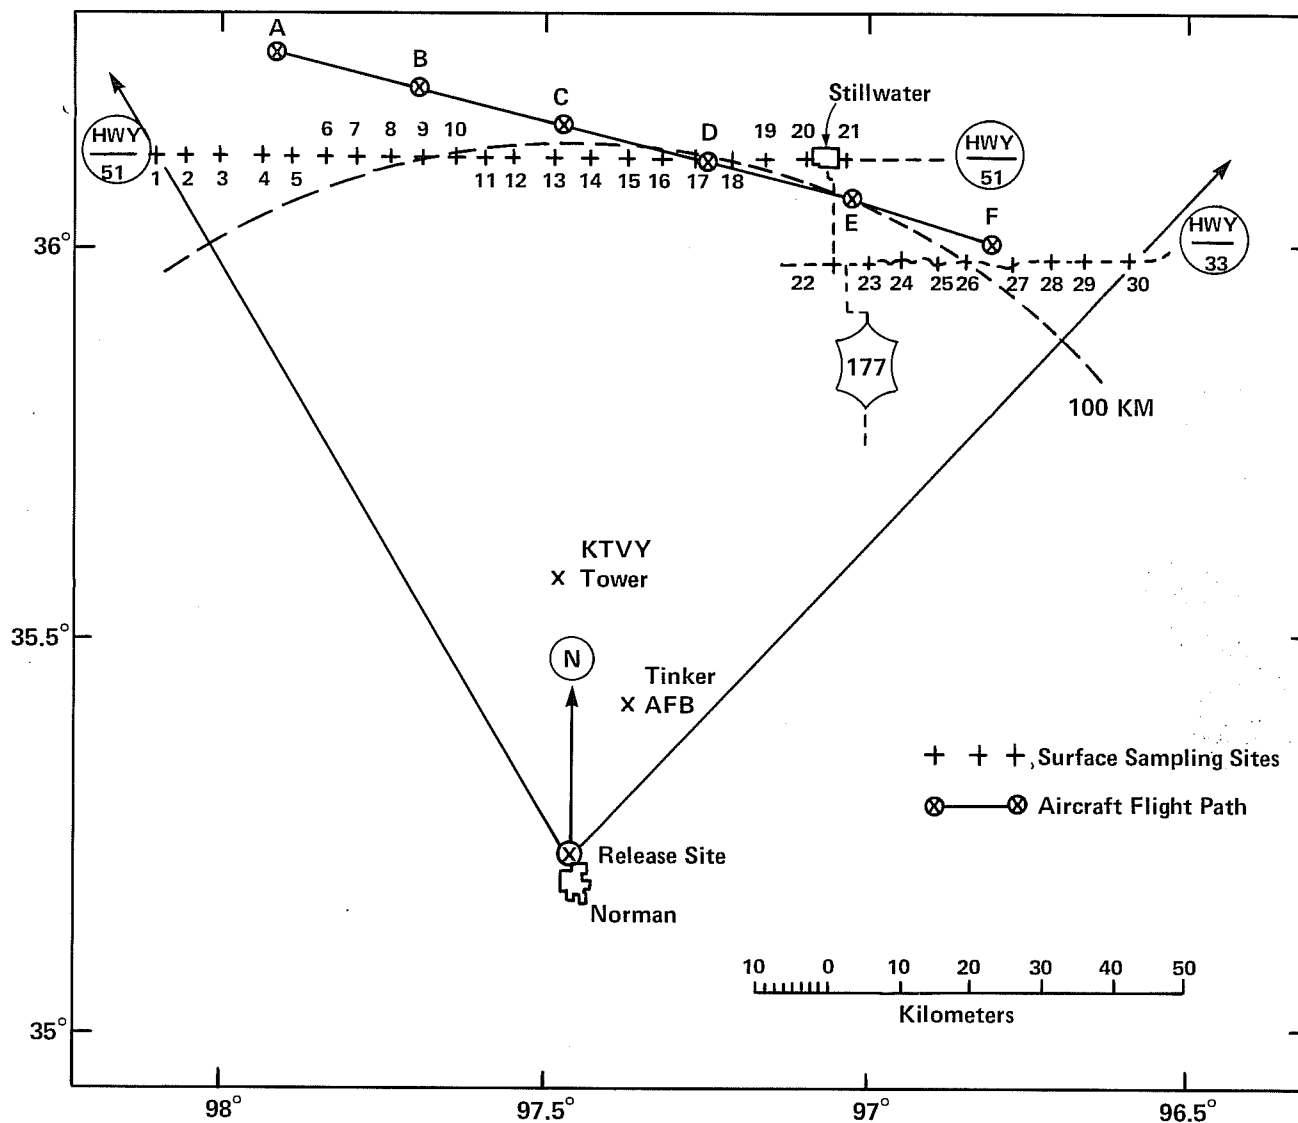 A
B
C
D
Stillwater
HWY
51
6 7 8 9 10
19 20 21
HWY
51
1 2 3 4 5
11 12 13 14 15 16 17 18
E
F
HWY
33
36°
22 23 24 25 26 27 28 29 30
177
100 KM
KTVY
Tower
35.5°
N
Tinker
AFB
+ + + Surface Sampling Sites
Aircraft Flight Path
Release Site
Norman
10 0 10 20 30 40 50
Kilometers
35°
98° 97.5° 97° 96.5°